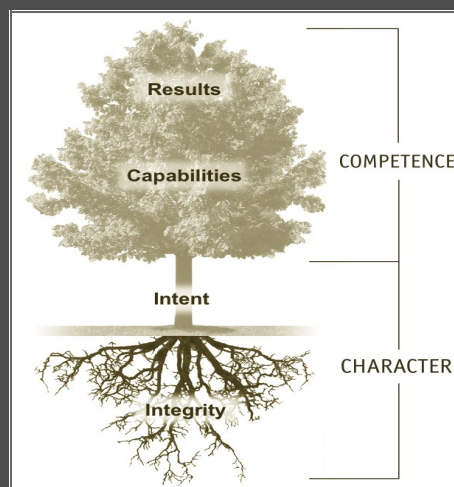 Results
Capabilities
COMPETENCE
Intent
CHARACTER
Integrity